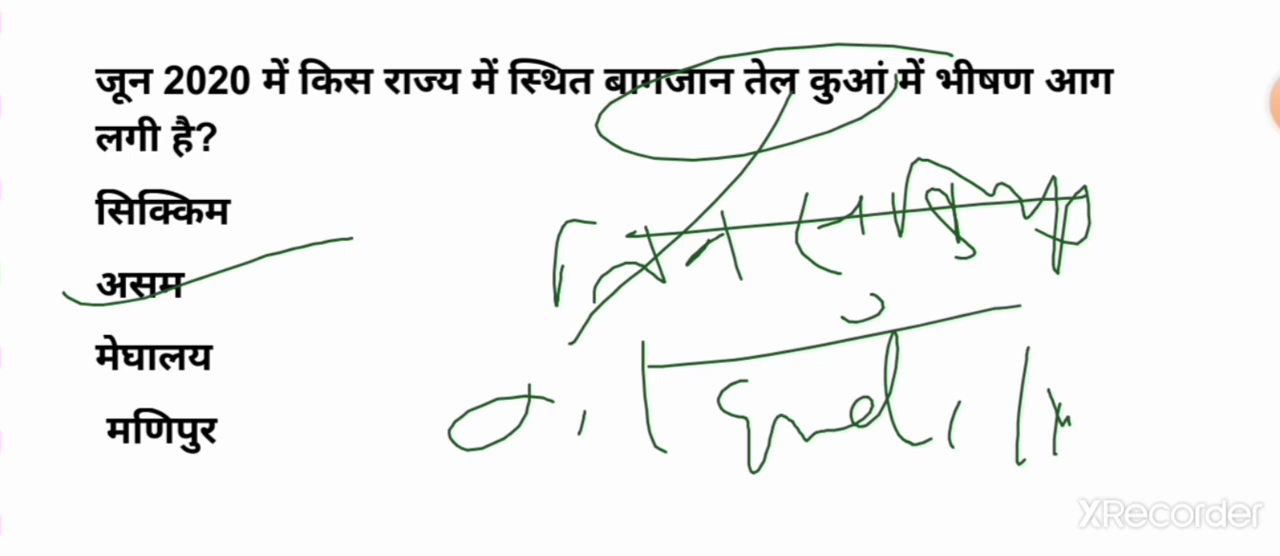 जून 2020 में किस राज्य में स्थित बागजान तेल कुआं में भीषण आग
लगी है?
सिक्किम
असम
मेघालय
मणिपुर
XRecorder